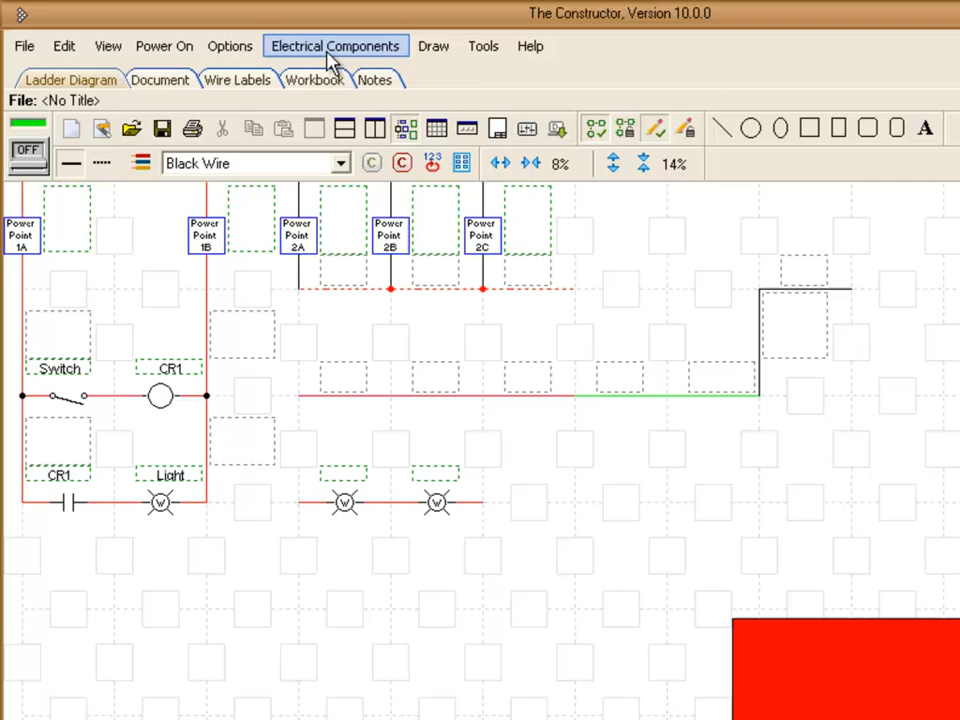 The Constructor, Version 10.0.0
File Edit View Power On Options Electrical Components Draw Tools Help
Ladder Diagram Document Wire Labels Workbook Notes
File: <No Title>
OFF Black Wire C C 123 8% 14% A
Power Point 1A
Power Point 1B
Power Point 2A
Power Point 2B
Power Point 2C
Switch CR1
CR1 Light
W W W